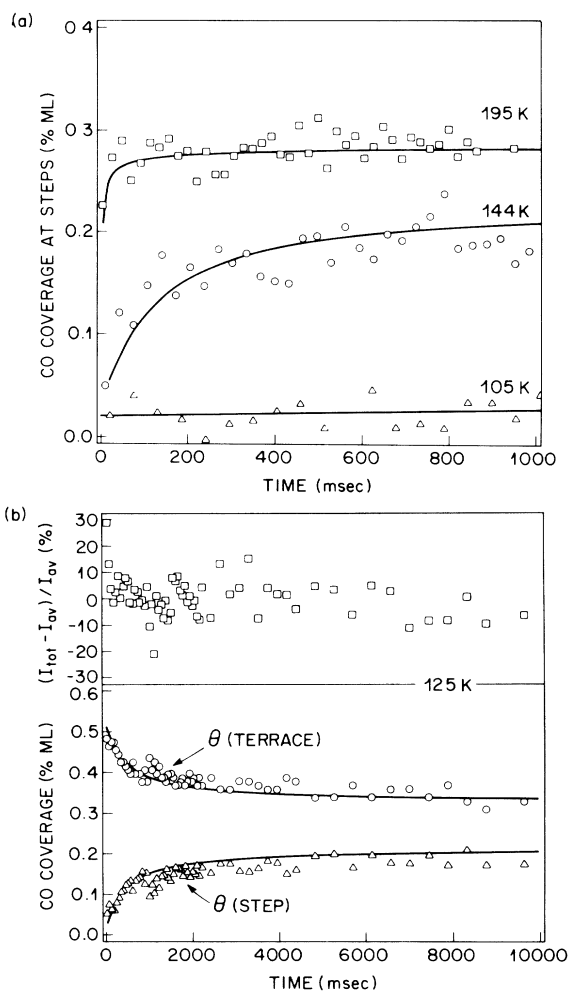 (a)
CO COVERAGE AT STEPS (% ML)
0 4
0.3
0.2
0.1
0.0
195 K
144 K
105 K
0 200 400 600 800 1000
TIME (msec)
(b)
(Itot - Iav) / Iav (%)
30
20
10
0
-10
-20
-30
125 K
CO COVERAGE (% ML)
0.6
0.5
0.4
0.3
0.2
0.1
0.0
θ (TERRACE)
θ (STEP)
0 2000 4000 6000 8000 10000
TIME (msec)